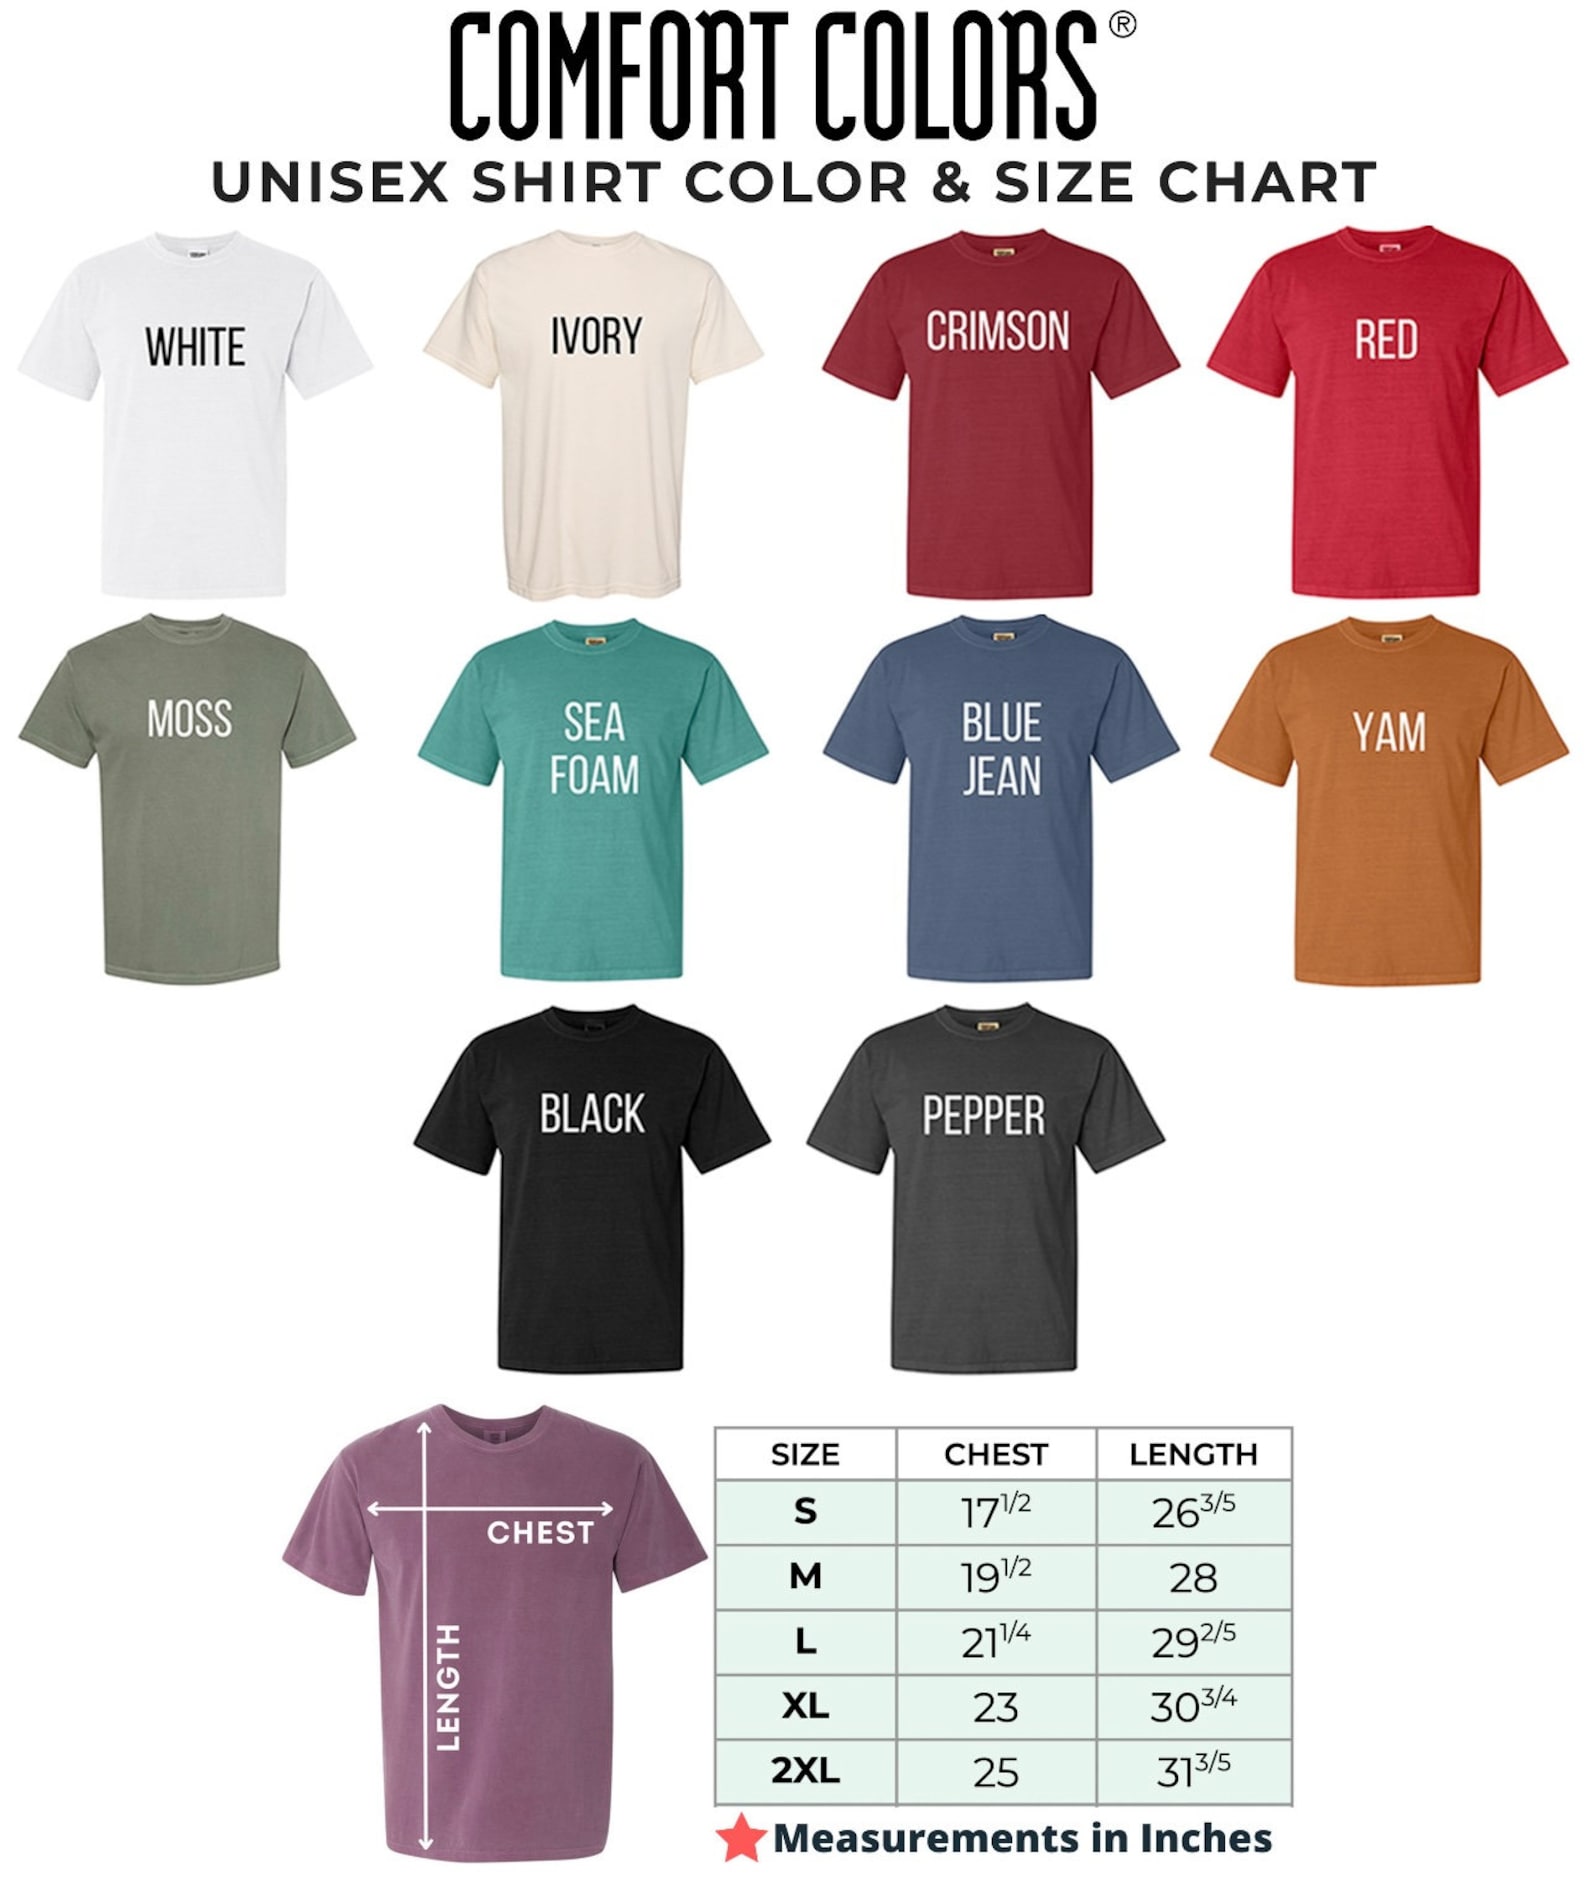 COMFORT COLORS®
UNISEX SHIRT COLOR & SIZE CHART
WHITE
IVORY
CRIMSON
RED
MOSS
SEA
FOAM
BLUE
JEAN
YAM
BLACK
PEPPER
CHEST
LENGTH
SIZE CHEST LENGTH
S 17 1/2 26 3/5
M 19 1/2 28
L 21 1/4 29 2/5
XL 23 30 3/4
2XL 25 31 3/5
Measurements in Inches